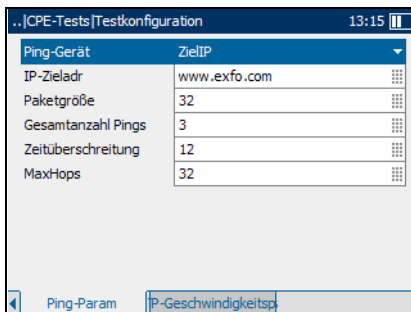 ..|CPE-Tests|Testkonfiguration 13:15
Ping-Gerät ZielIP
IP-Zieladr www.exfo.com
Paketgröße 32
Gesamtanzahl Pings 3
Zeitüberschreitung 12
MaxHops 32
Ping-Param IP-Geschwindigkeitsp